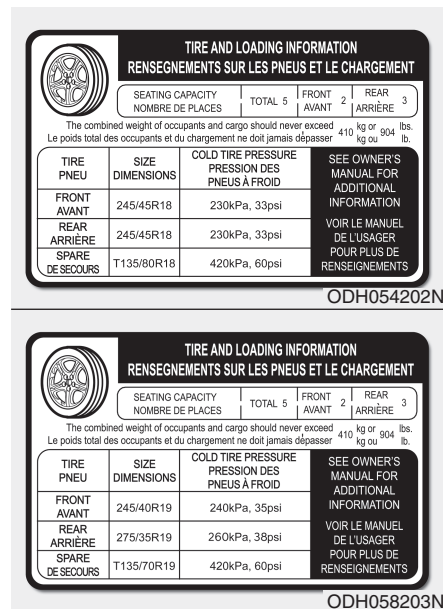 TIRE AND LOADING INFORMATION
RENSEGNEMENTS SUR LES PNEUS ET LE CHARGEMENT
SEATING CAPACITY
NOMBRE DE PLACES
TOTAL 5
FRONT
AVANT
2
REAR
ARRIÈRE
3
The combined weight of occupants and cargo should never exceed 410 kg or 904 lbs.
Le poids total des occupants et du chargement ne doit jamais dépasser kg ou lb.
TIRE
PNEU
SIZE
DIMENSIONS
COLD TIRE PRESSURE
PRESSION DES
PNEUS À FROID
FRONT
AVANT
245/45R18
230kPa, 33psi
REAR
ARRIÈRE
245/45R18
230kPa, 33psi
SPARE
DE SECOURS
T135/80R18
420kPa, 60psi
SEE OWNER'S
MANUAL FOR
ADDITIONAL
INFORMATION
VOIR LE MANUEL
DE L'USAGER
POUR PLUS DE
RENSEIGNEMENTS
ODH054202N
TIRE AND LOADING INFORMATION
RENSEGNEMENTS SUR LES PNEUS ET LE CHARGEMENT
SEATING CAPACITY
NOMBRE DE PLACES
TOTAL 5
FRONT
AVANT
2
REAR
ARRIÈRE
3
The combined weight of occupants and cargo should never exceed 410 kg or 904 lbs.
Le poids total des occupants et du chargement ne doit jamais dépasser kg ou lb.
TIRE
PNEU
SIZE
DIMENSIONS
COLD TIRE PRESSURE
PRESSION DES
PNEUS À FROID
FRONT
AVANT
245/40R19
240kPa, 35psi
REAR
ARRIÈRE
275/35R19
260kPa, 38psi
SPARE
DE SECOURS
T135/70R19
420kPa, 60psi
SEE OWNER'S
MANUAL FOR
ADDITIONAL
INFORMATION
VOIR LE MANUEL
DE L'USAGER
POUR PLUS DE
RENSEIGNEMENTS
ODH058203N